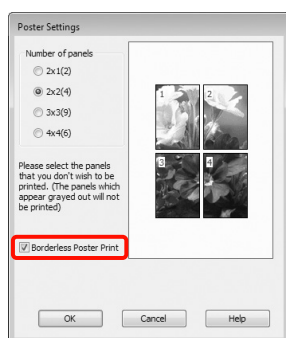 Poster Settings
Number of panels
2x1(2)
2x2(4)
3x3(9)
4x4(6)
1
2
3
4
Please select the panels
that you don't wish to be
printed. (The panels which
appear grayed out will not
be printed)
Borderless Poster Print
OK
Cancel
Help